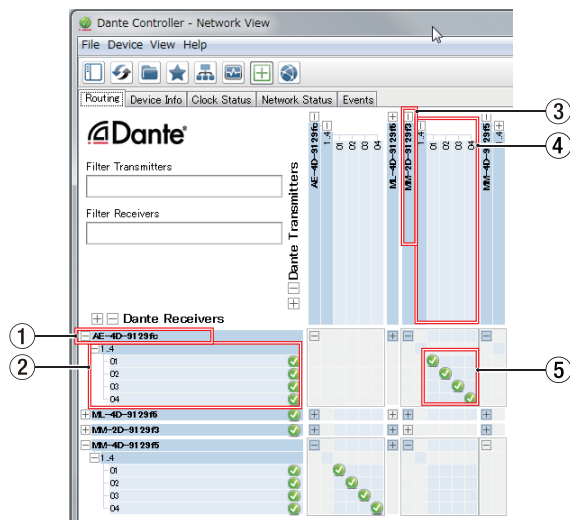 Dante Controller - Network View
File Device View Help
Routing Device Info Clock Status Network Status Events
Dante
Filter Transmitters
Filter Receivers
Dante Transmitters
AE-4D-9129fc
1..4
01
02
03
04
ML-4D-9129f6
MM-2D-9129f3
1..4
01
02
03
04
MM-4D-9129f5
1..4
Dante Receivers
AE-4D-9129fc
1..4
01
02
03
04
ML-4D-9129f6
MM-2D-9129f3
MM-4D-9129f5
1..4
01
02
03
04
1
2
3
4
5